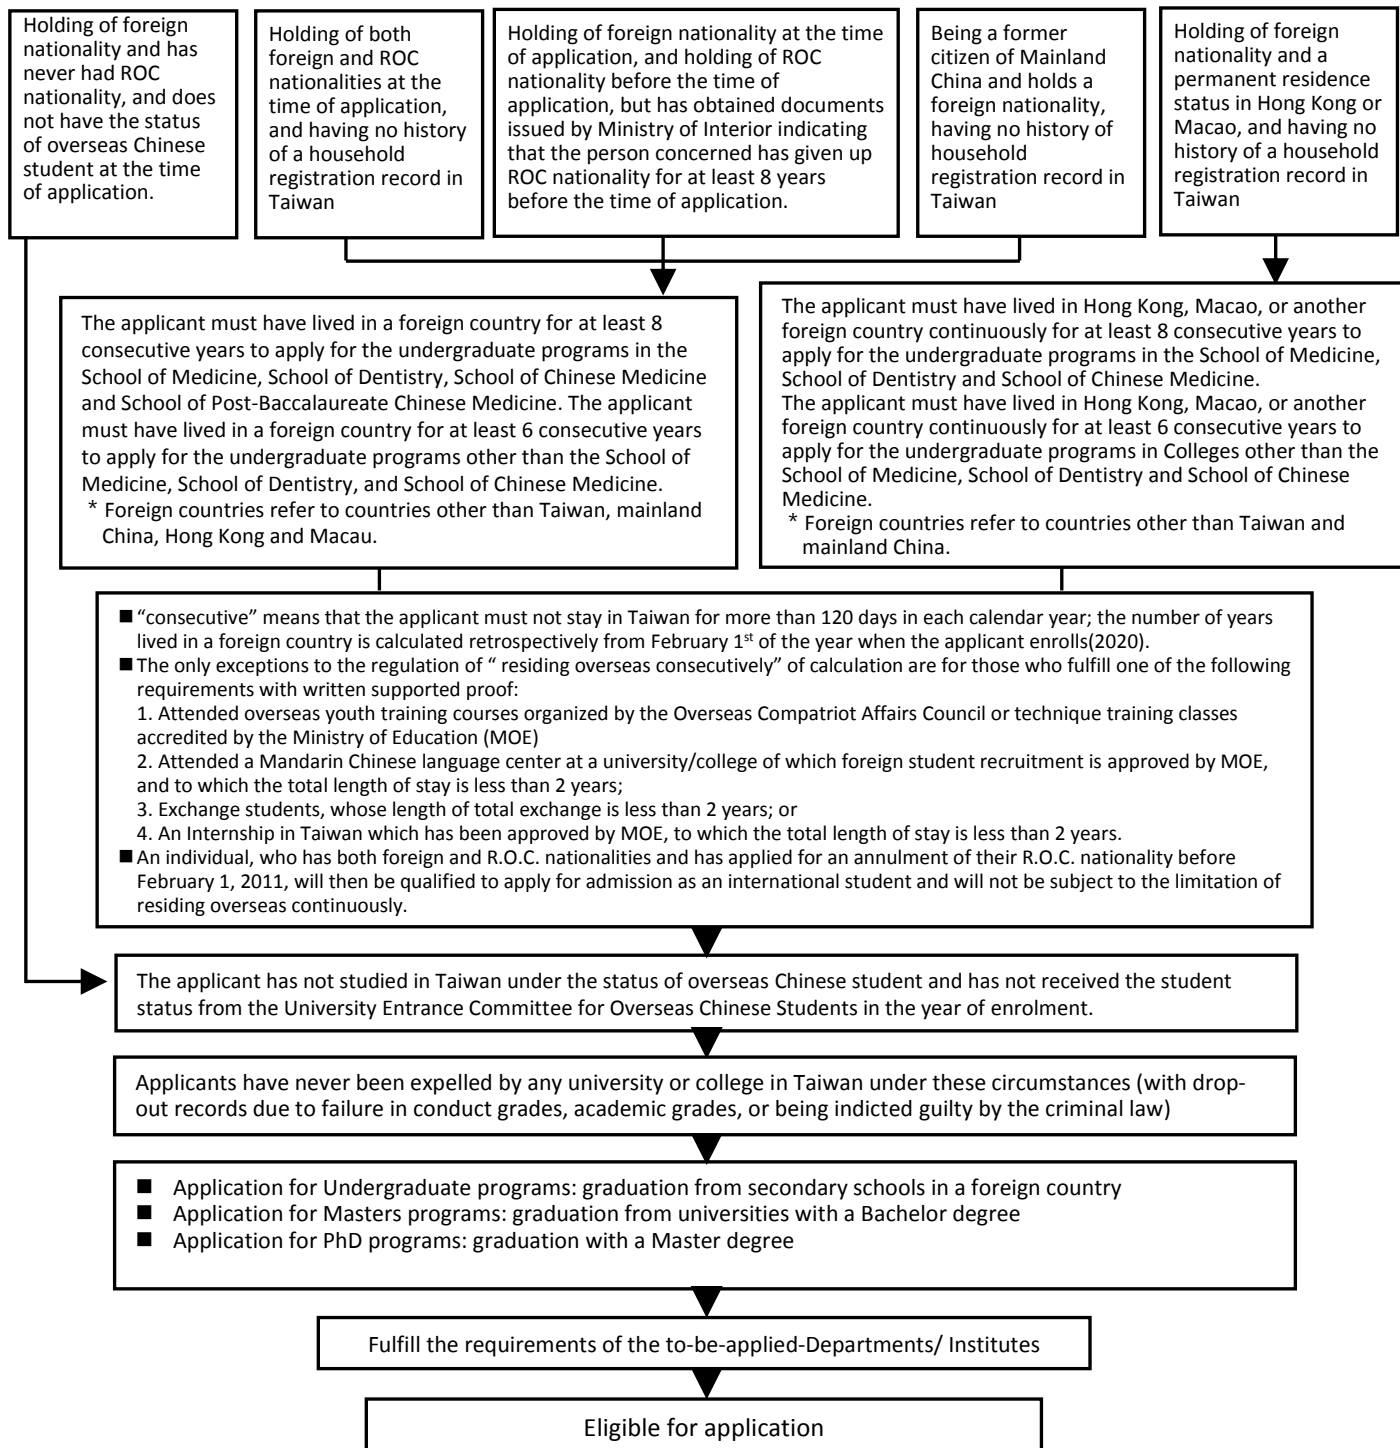 Holding of foreign
nationality and has
never had ROC
nationality, and does
not have the status
of overseas Chinese
student at the time
of application.
Holding of both
foreign and ROC
nationalities at the
time of application,
and having no history
of a household
registration record in
Taiwan
Holding of foreign nationality at the time
of application, and holding of ROC
nationality before the time of
application, but has obtained documents
issued by Ministry of Interior indicating
that the person concerned has given up
ROC nationality for at least 8 years
before the time of application.
Being a former
citizen of Mainland
China and holds a
foreign nationality,
having no history of
household
registration record in
Taiwan
Holding of foreign
nationality and a
permanent residence
status in Hong Kong or
Macao, and having no
history of a household
registration record in
Taiwan
The applicant must have lived in a foreign country for at least 8
consecutive years to apply for the undergraduate programs in the
School of Medicine, School of Dentistry, School of Chinese Medicine
and School of Post-Baccalaureate Chinese Medicine. The applicant
must have lived in a foreign country for at least 6 consecutive years
to apply for the undergraduate programs other than the School of
Medicine, School of Dentistry, and School of Chinese Medicine.
* Foreign countries refer to countries other than Taiwan, mainland
China, Hong Kong and Macau.
The applicant must have lived in Hong Kong, Macao, or another
foreign country continuously for at least 8 consecutive years to
apply for the undergraduate programs in the School of Medicine,
School of Dentistry and School of Chinese Medicine.
The applicant must have lived in Hong Kong, Macao, or another
foreign country continuously for at least 6 consecutive years to
apply for the undergraduate programs in Colleges other than the
School of Medicine, School of Dentistry and School of Chinese
Medicine.
* Foreign countries refer to countries other than Taiwan and
mainland China.
■ “consecutive” means that the applicant must not stay in Taiwan for more than 120 days in each calendar year; the number of years
lived in a foreign country is calculated retrospectively from February 1st of the year when the applicant enrolls(2020).
■ The only exceptions to the regulation of “ residing overseas consecutively” of calculation are for those who fulfill one of the following
requirements with written supported proof:
1. Attended overseas youth training courses organized by the Overseas Compatriot Affairs Council or technique training classes
accredited by the Ministry of Education (MOE)
2. Attended a Mandarin Chinese language center at a university/college of which foreign student recruitment is approved by MOE,
and to which the total length of stay is less than 2 years;
3. Exchange students, whose length of total exchange is less than 2 years; or
4. An Internship in Taiwan which has been approved by MOE, to which the total length of stay is less than 2 years.
■ An individual, who has both foreign and R.O.C. nationalities and has applied for an annulment of their R.O.C. nationality before
February 1, 2011, will then be qualified to apply for admission as an international student and will not be subject to the limitation of
residing overseas continuously.
The applicant has not studied in Taiwan under the status of overseas Chinese student and has not received the student
status from the University Entrance Committee for Overseas Chinese Students in the year of enrolment.
Applicants have never been expelled by any university or college in Taiwan under these circumstances (with drop-
out records due to failure in conduct grades, academic grades, or being indicted guilty by the criminal law)
■ Application for Undergraduate programs: graduation from secondary schools in a foreign country
■ Application for Masters programs: graduation from universities with a Bachelor degree
■ Application for PhD programs: graduation with a Master degree
Fulfill the requirements of the to-be-applied-Departments/ Institutes
Eligible for application